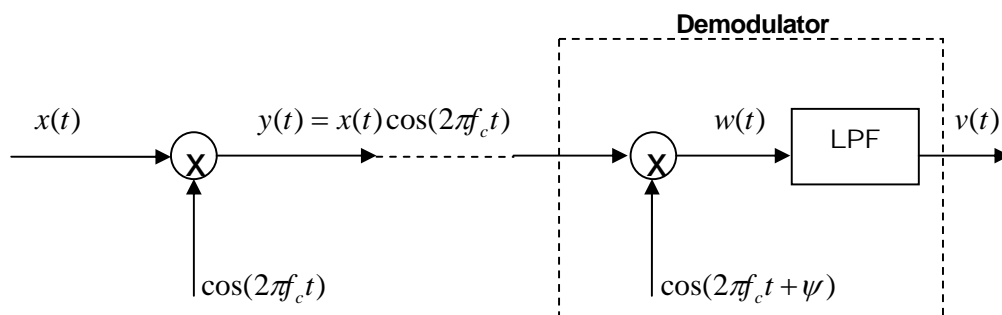 Demodulator
x(t)
y(t) = x(t)cos(2πf_c t)
w(t)
LPF
v(t)
X
X
cos(2πf_c t)
cos(2πf_c t + ψ)